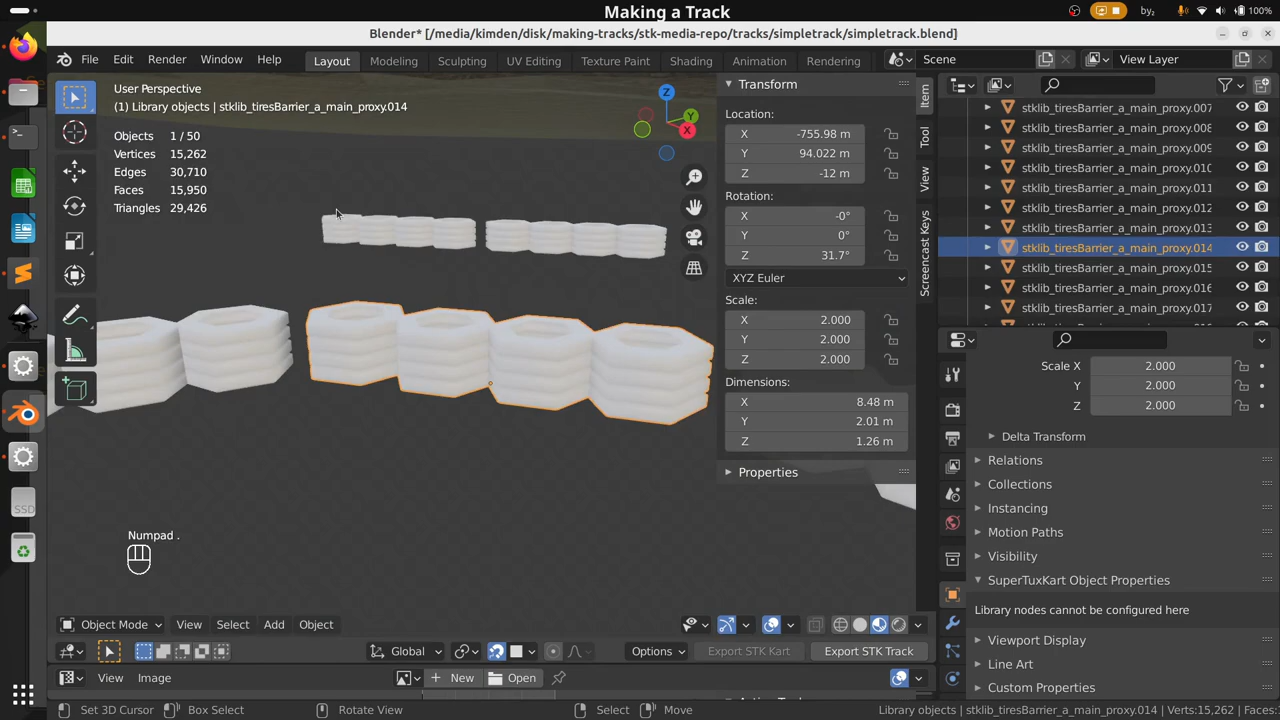 Making a Track
by₂
100%
Blender* [/media/kimden/disk/making-tracks/stk-media-repo/tracks/simpletrack/simpletrack.blend]
File Edit Render Window Help
Layout Modeling Sculpting UV Editing Texture Paint Shading Animation Rendering
Scene
View Layer
User Perspective
(1) Library objects | stklib_tiresBarrier_a_main_proxy.014
Objects 1 / 50
Vertices 15,262
Edges 30,710
Faces 15,950
Triangles 29,426
Z
Y
X
Transform
Location:
X -755.98 m
Y 94.022 m
Z -12 m
Rotation:
X -0°
Y 0°
Z 31.7°
XYZ Euler
Scale:
X 2.000
Y 2.000
Z 2.000
Dimensions:
X 8.48 m
Y 2.01 m
Z 1.26 m
Properties
Item
Tool
View
Screencast Keys
stklib_tiresBarrier_a_main_proxy.007
stklib_tiresBarrier_a_main_proxy.008
stklib_tiresBarrier_a_main_proxy.009
stklib_tiresBarrier_a_main_proxy.010
stklib_tiresBarrier_a_main_proxy.011
stklib_tiresBarrier_a_main_proxy.012
stklib_tiresBarrier_a_main_proxy.013
stklib_tiresBarrier_a_main_proxy.014
stklib_tiresBarrier_a_main_proxy.015
stklib_tiresBarrier_a_main_proxy.016
stklib_tiresBarrier_a_main_proxy.017
Scale X 2.000
Y 2.000
Z 2.000
Delta Transform
Relations
Collections
Instancing
Motion Paths
Visibility
SuperTuxKart Object Properties
Library nodes cannot be configured here
Viewport Display
Line Art
Custom Properties
Numpad .
SSD
Object Mode View Select Add Object
Global
Options
Export STK Kart
Export STK Track
View Image
New
Open
Set 3D Cursor
Box Select
Rotate View
Select
Move
Library objects | stklib_tiresBarrier_a_main_proxy.014 | Verts:15,262 | Faces: